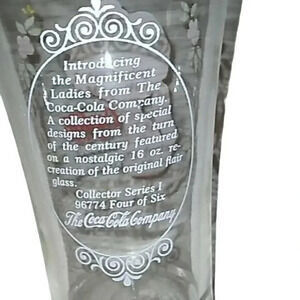 Introducing
the Magnificent
Ladies from The
Coca-Cola Company.
A collection of special
designs from the turn
of the century featured
on a nostalgic 16 oz. re-
creation of the original flair
glass.
Collector Series I
96774 Four of Six
The Coca-Cola Company